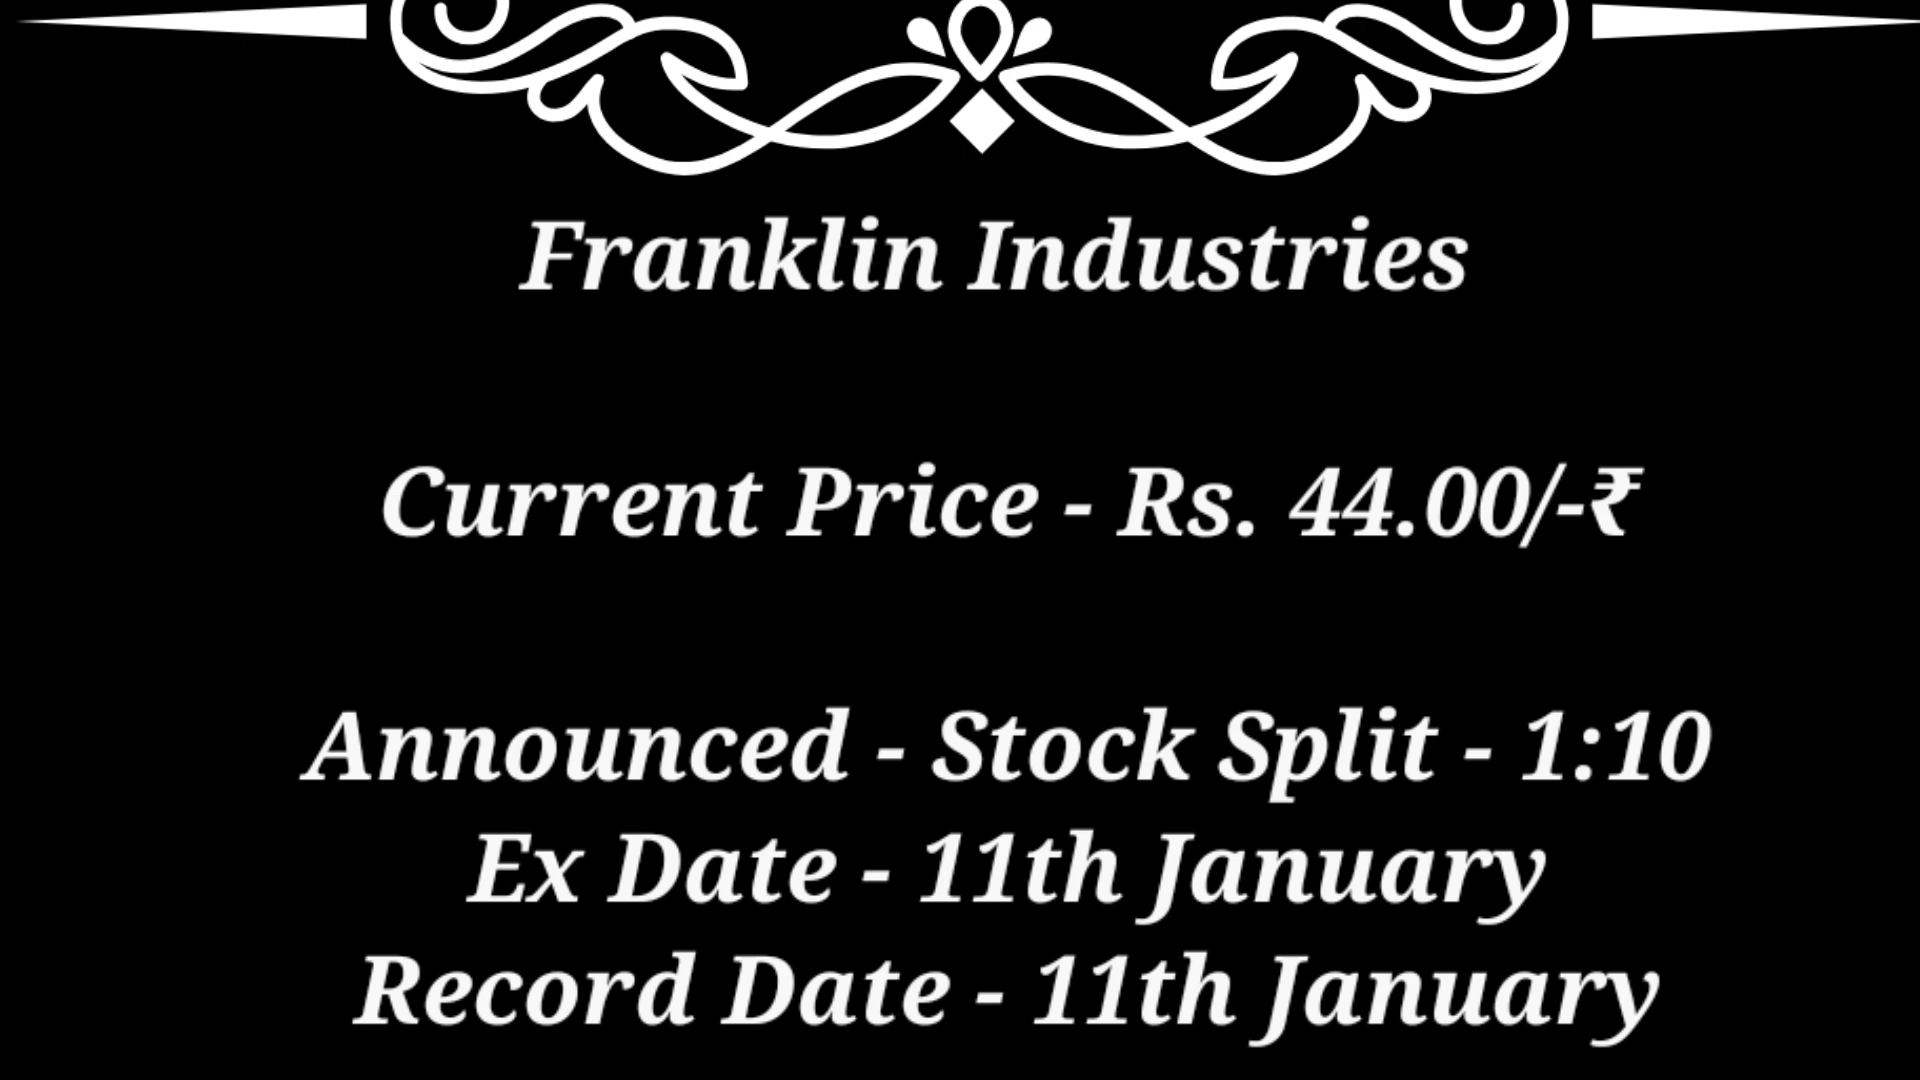 Franklin Industries
Current Price - Rs. 44.00/-₹
Announced - Stock Split - 1:10
Ex Date - 11th January
Record Date - 11th January